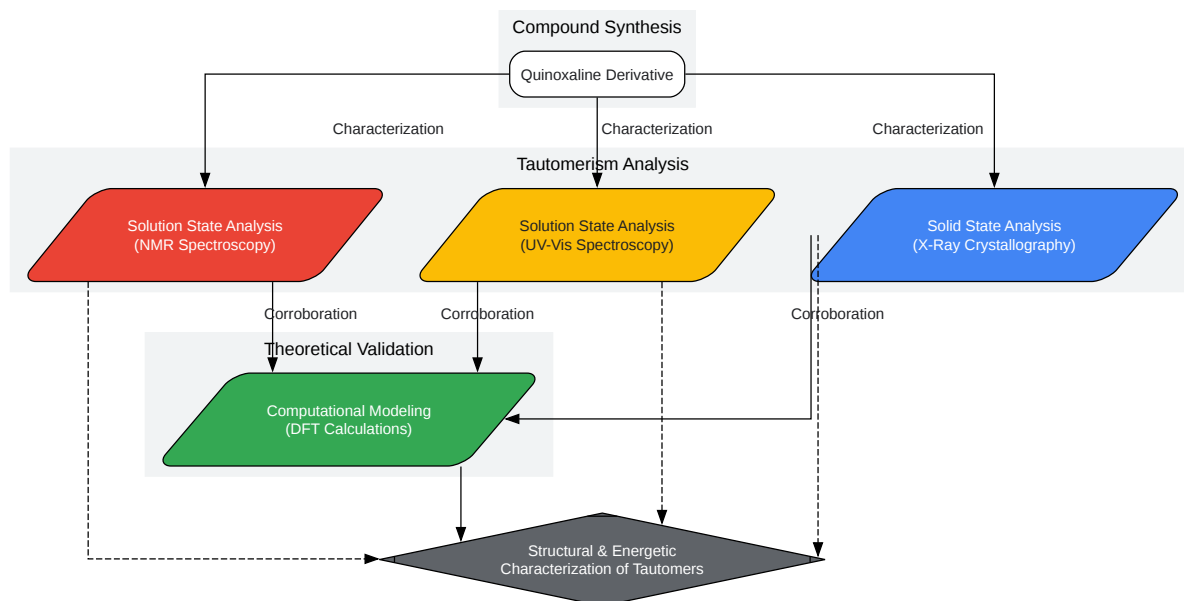 Compound Synthesis
Quinoxaline Derivative
Characterization
Characterization
Characterization
Tautomerism Analysis
Solution State Analysis
(NMR Spectroscopy)
Solution State Analysis
(UV-Vis Spectroscopy)
Solid State Analysis
(X-Ray Crystallography)
Corroboration
Corroboration
Corroboration
Theoretical Validation
Computational Modeling
(DFT Calculations)
Structural & Energetic
Characterization of Tautomers